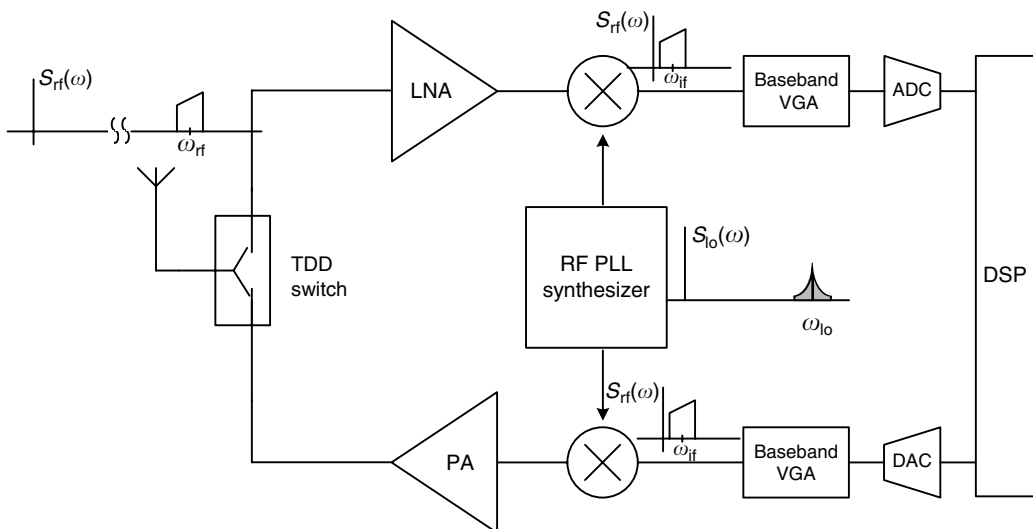 S_rf(ω)
ω_rf
LNA
S_rf(ω)
ω_if
Baseband
VGA
ADC
TDD
switch
RF PLL
synthesizer
S_lo(ω)
ω_lo
DSP
PA
S_rf(ω)
ω_if
Baseband
VGA
DAC